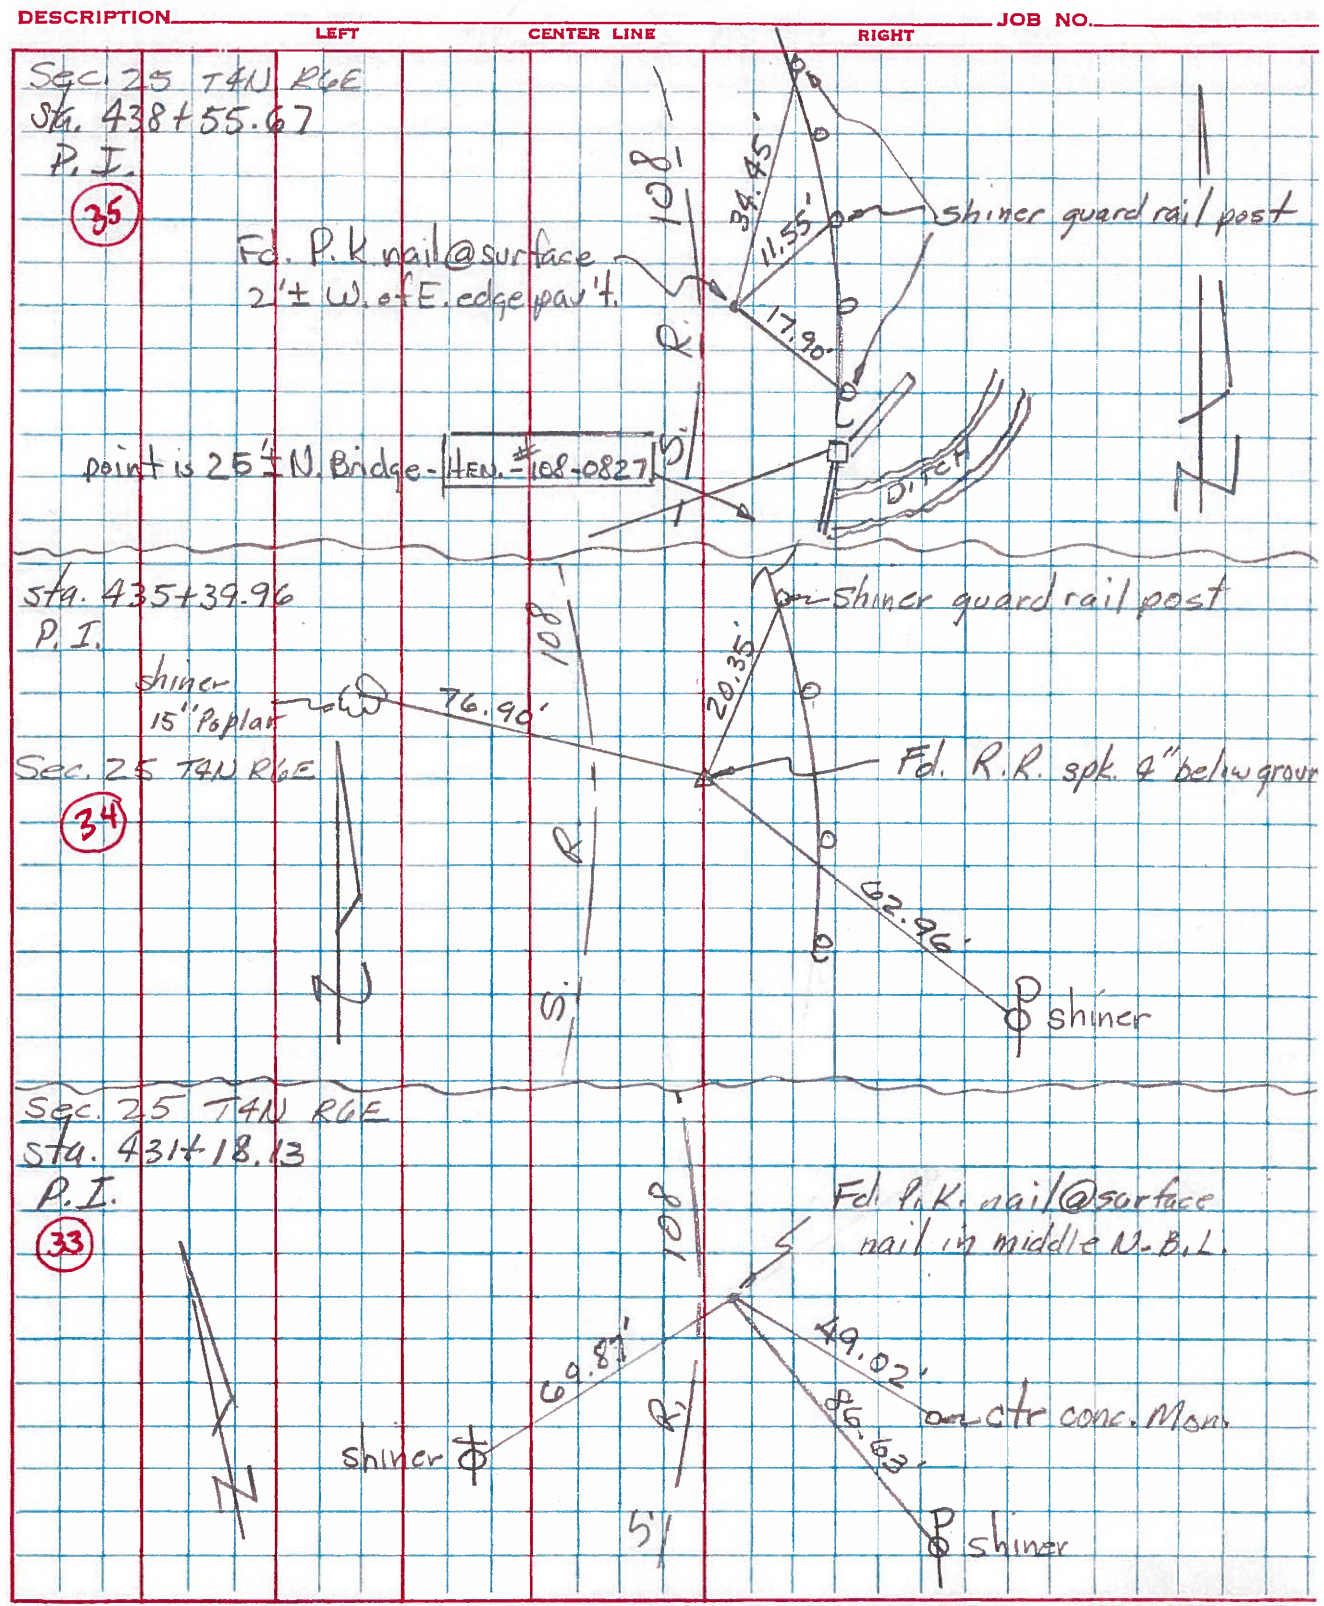 DESCRIPTION JOB NO.
LEFT CENTER LINE RIGHT
Sec. 25 T4N R6E
Sta. 438+55.67
P.I.
35
Fd. P.K. nail@surface
2'± W. of E. edge pav't.
S. R. 108
34.45'
11.55'
17.90'
shiner guard rail post
point is 25'± N. Bridge - HEN.-#108-0827
DITCH
N
sta. 435+39.96
P.I.
shiner
15" Poplar
76.90'
Sec. 25 T4N R6E
34
S. R. 108
20.35'
shiner guard rail post
Fd. R.R. spk. 4" below groun
62.96'
shiner
N
Sec. 25 T4N R6E
sta. 431+18.13
P.I.
33
S. R. 108
Fd. P.K. nail@surface
nail in middle N.B.L.
69.87'
49.02'
ctr conc. Mon.
86.63'
shiner
shiner
N